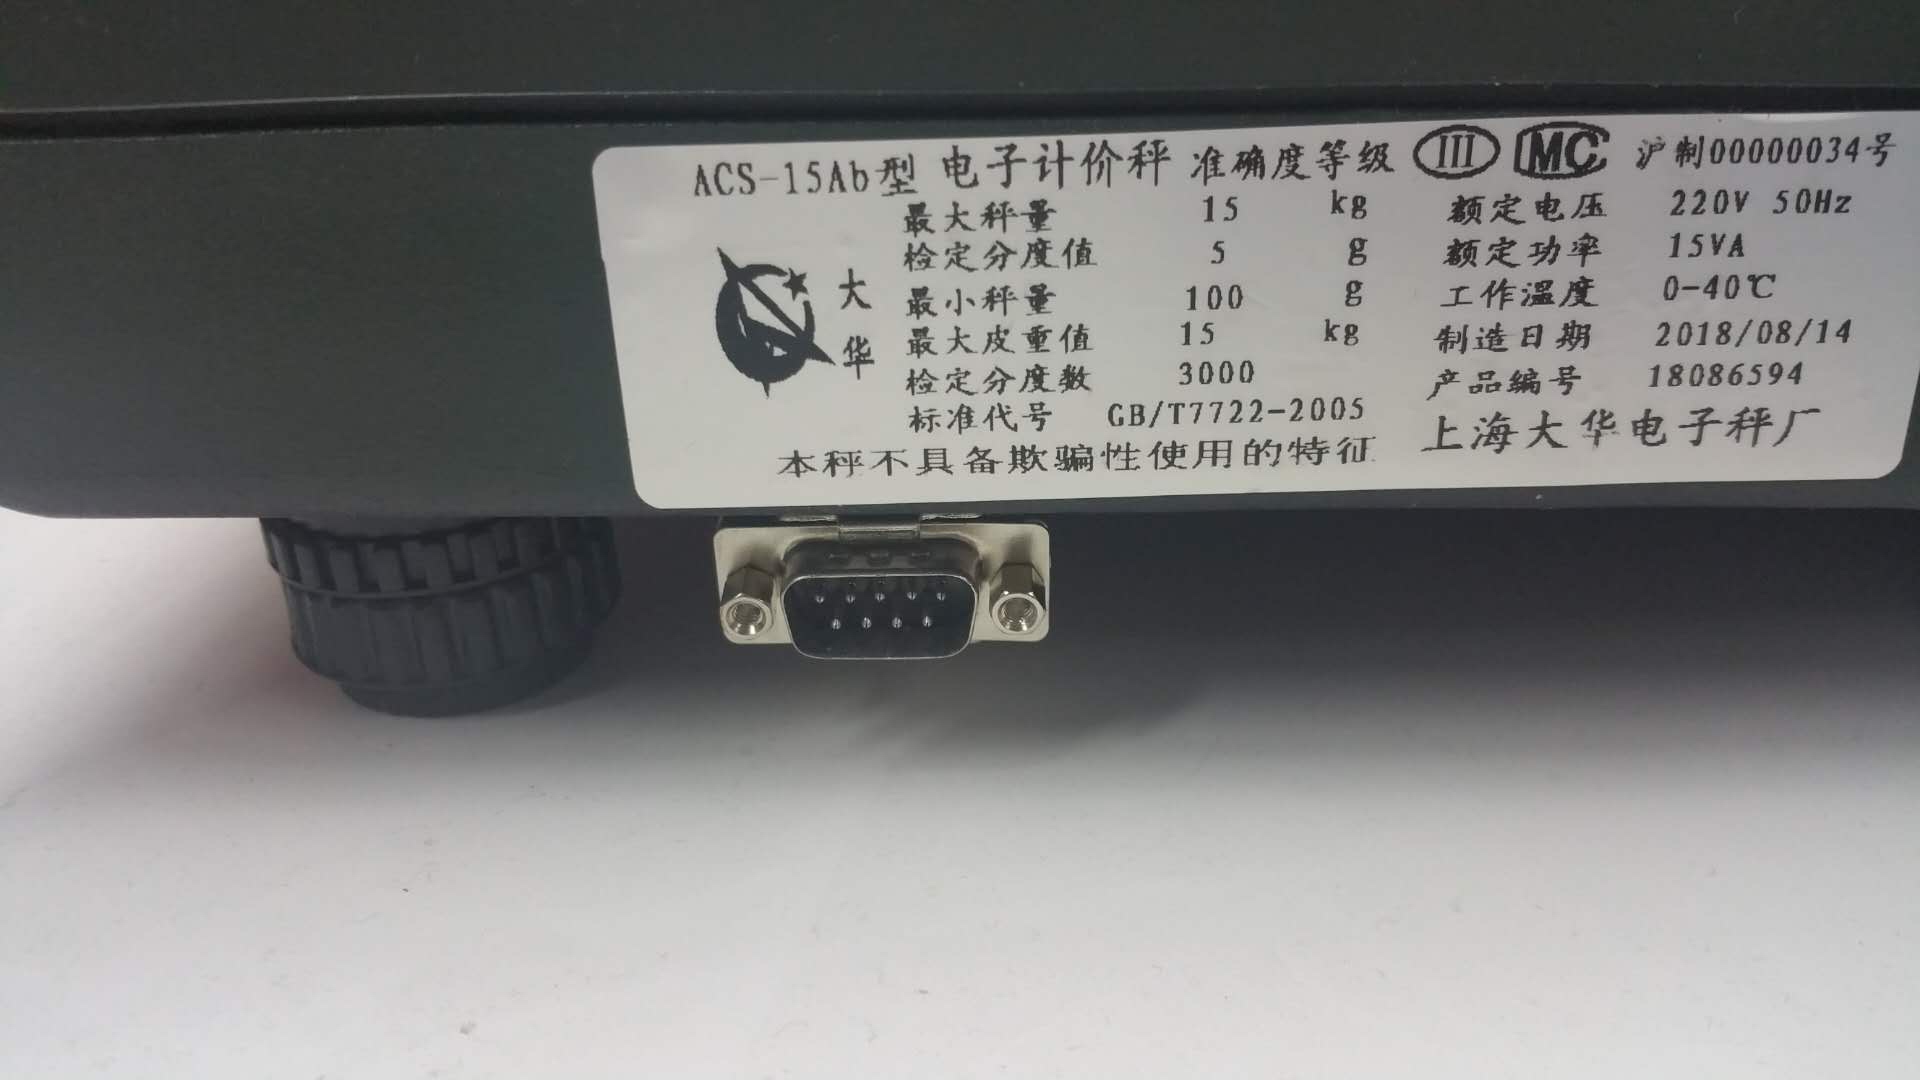 ACS-15Ab型 电子计价秤 准确度等级 III MC 沪制00000034号
大华
最大秤量 15 kg 额定电压 220V 50Hz
检定分度值 5 g 额定功率 15VA
最小秤量 100 g 工作温度 0-40℃
最大皮重值 15 kg 制造日期 2018/08/14
检定分度数 3000 产品编号 18086594
标准代号 GB/T7722-2005 上海大华电子秤厂
本秤不具备欺骗性使用的特征